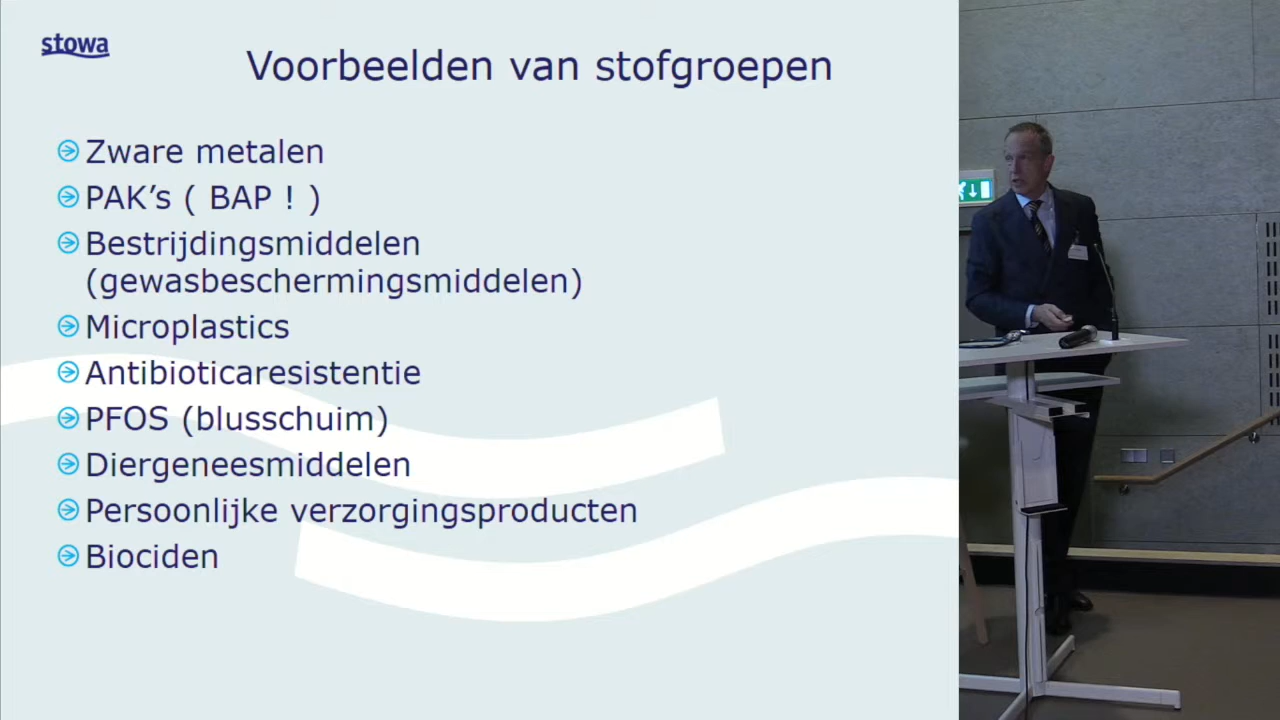 stowa
Voorbeelden van stofgroepen
Zware metalen
PAK’s ( BAP ! )
Bestrijdingsmiddelen
(gewasbeschermingsmiddelen)
Microplastics
Antibioticaresistentie
PFOS (blusschuim)
Diergeneesmiddelen
Persoonlijke verzorgingsproducten
Biociden